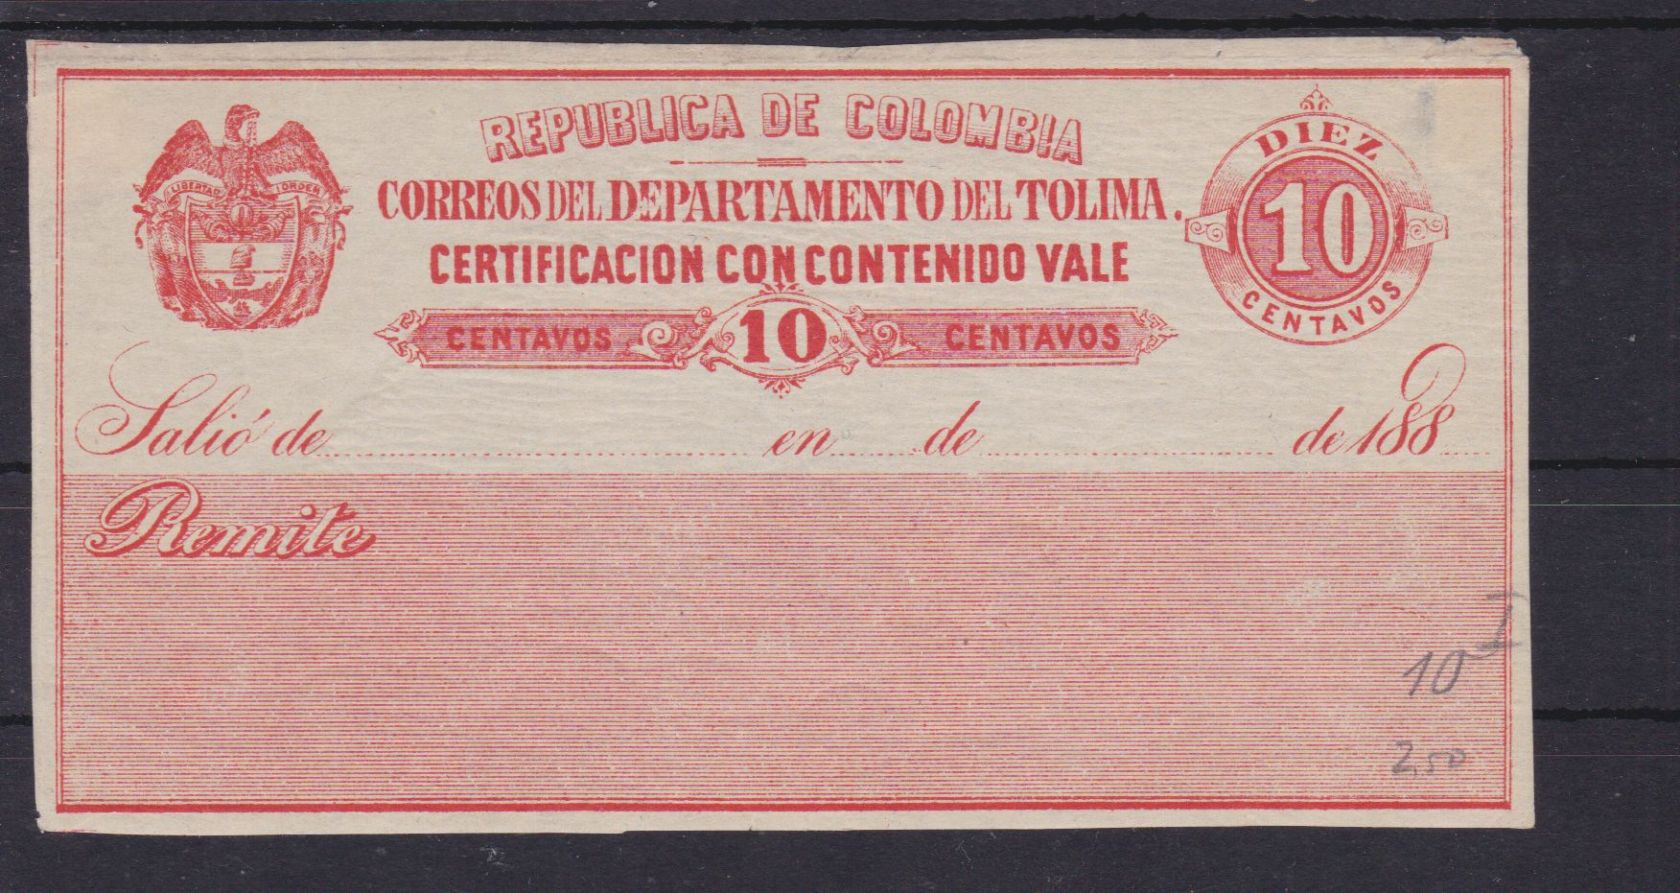 REPUBLICA DE COLOMBIA
LIBERTAD Y ORDEN
CORREOS DEL DEPARTAMENTO DEL TOLIMA.
CERTIFICACION CON CONTENIDO VALE
CENTAVOS 10 CENTAVOS
DIEZ
10
CENTAVOS
Salió de en de de 188
Remite
10
2,50